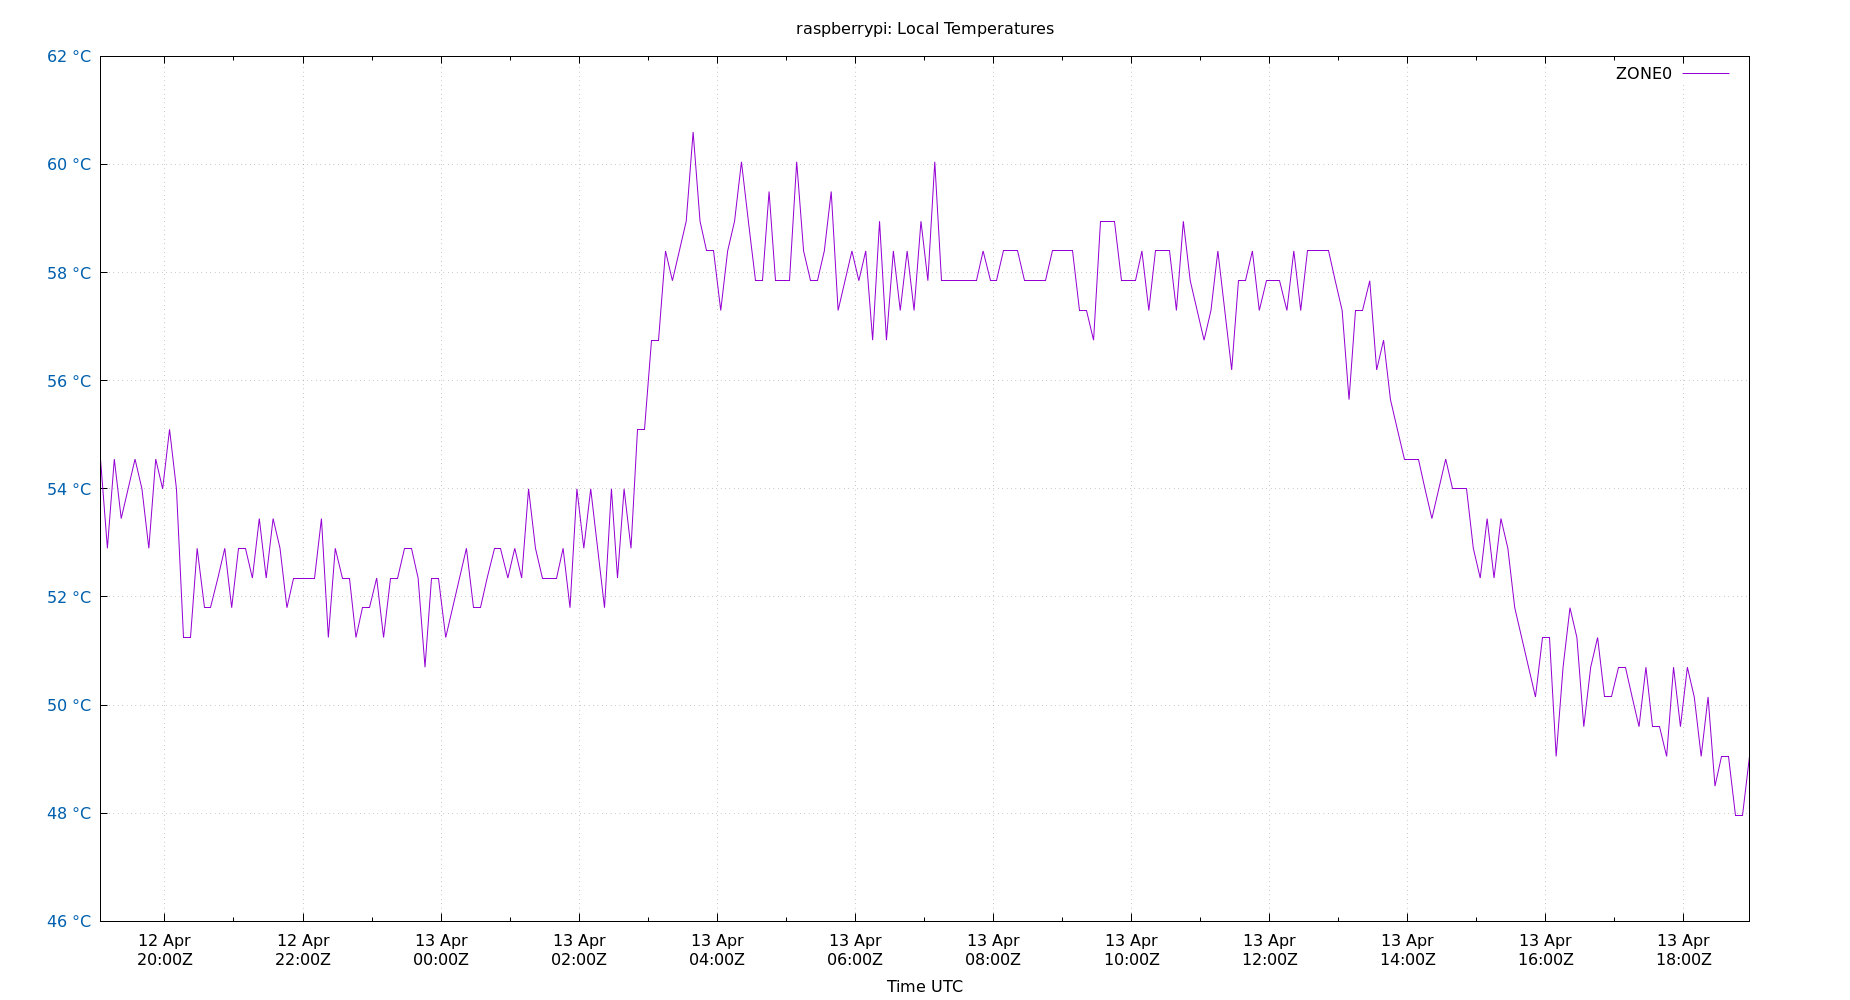 raspberrypi: Local Temperatures
ZONE0
62 °C
60 °C
58 °C
56 °C
54 °C
52 °C
50 °C
48 °C
46 °C
12 Apr 12 Apr 13 Apr 13 Apr 13 Apr 13 Apr 13 Apr 13 Apr 13 Apr 13 Apr 13 Apr 13 Apr
20:00Z 22:00Z 00:00Z 02:00Z 04:00Z 06:00Z 08:00Z 10:00Z 12:00Z 14:00Z 16:00Z 18:00Z
Time UTC